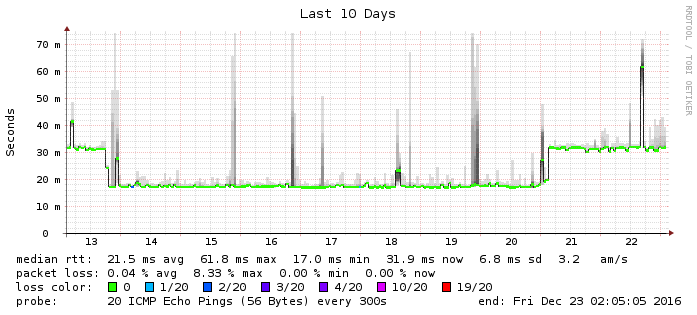 Last 10 Days
RRDTOOL / TOBI OETIKER
Seconds
70 m
60 m
50 m
40 m
30 m
20 m
10 m
0
13 14 15 16 17 18 19 20 21 22
median rtt: 21.5 ms avg 61.8 ms max 17.0 ms min 31.9 ms now 6.8 ms sd 3.2 am/s
packet loss: 0.04 % avg 8.33 % max 0.00 % min 0.00 % now
loss color: 0 1/20 2/20 3/20 4/20 10/20 19/20
probe: 20 ICMP Echo Pings (56 Bytes) every 300s end: Fri Dec 23 02:05:05 2016